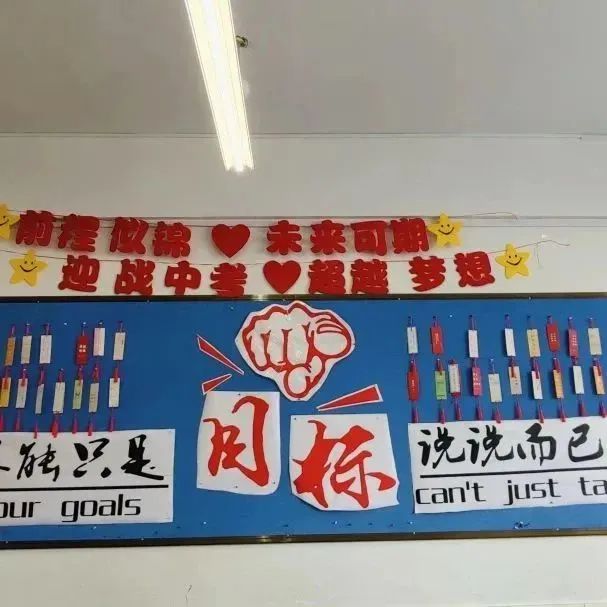 前程似锦 未来可期
迎战中考 超越梦想
目标
能只是
our goals
说说而已
can't just ta